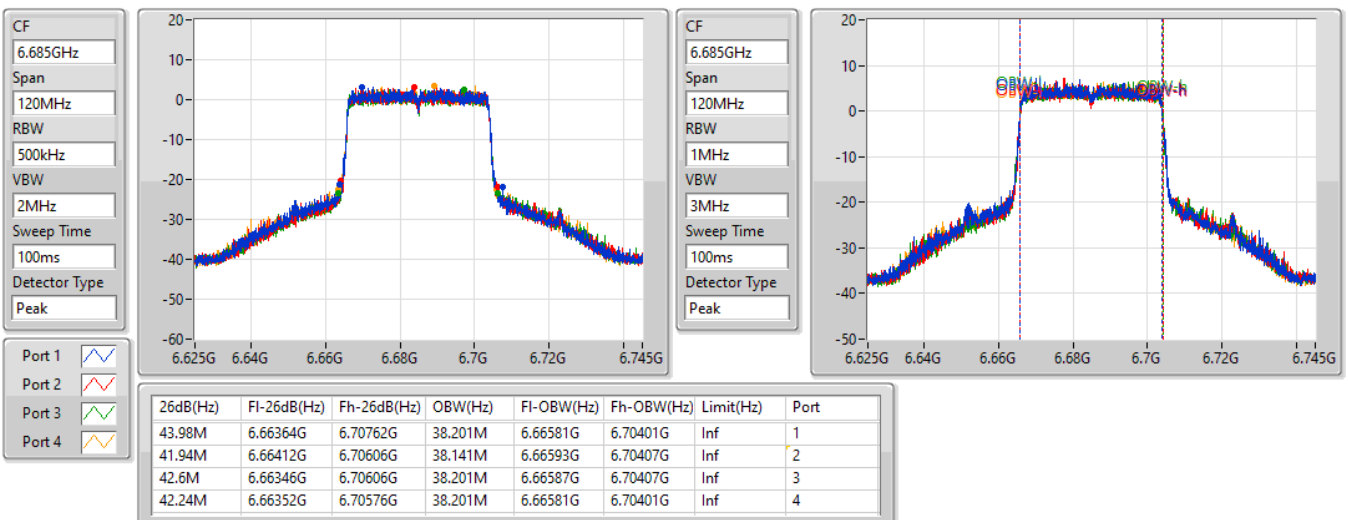 CF
6.685GHz
Span
120MHz
RBW
500kHz
VBW
2MHz
Sweep Time
100ms
Detector Type
Peak
20
10
0
-10
-20
-30
-40
-50
-60
6.625G 6.64G 6.66G 6.68G 6.7G 6.72G 6.745G
CF
6.685GHz
Span
120MHz
RBW
1MHz
VBW
3MHz
Sweep Time
100ms
Detector Type
Peak
20
10
0
-10
-20
-30
-40
-50
OBW-h
6.625G 6.64G 6.66G 6.68G 6.7G 6.72G 6.745G
Port 1
Port 2
Port 3
Port 4
26dB(Hz) Fl-26dB(Hz) Fh-26dB(Hz) OBW(Hz) Fl-OBW(Hz) Fh-OBW(Hz) Limit(Hz) Port
43.98M 6.66364G 6.70762G 38.201M 6.66581G 6.70401G Inf 1
41.94M 6.66412G 6.70606G 38.141M 6.66593G 6.70407G Inf 2
42.6M 6.66346G 6.70606G 38.201M 6.66587G 6.70407G Inf 3
42.24M 6.66352G 6.70576G 38.201M 6.66581G 6.70401G Inf 4